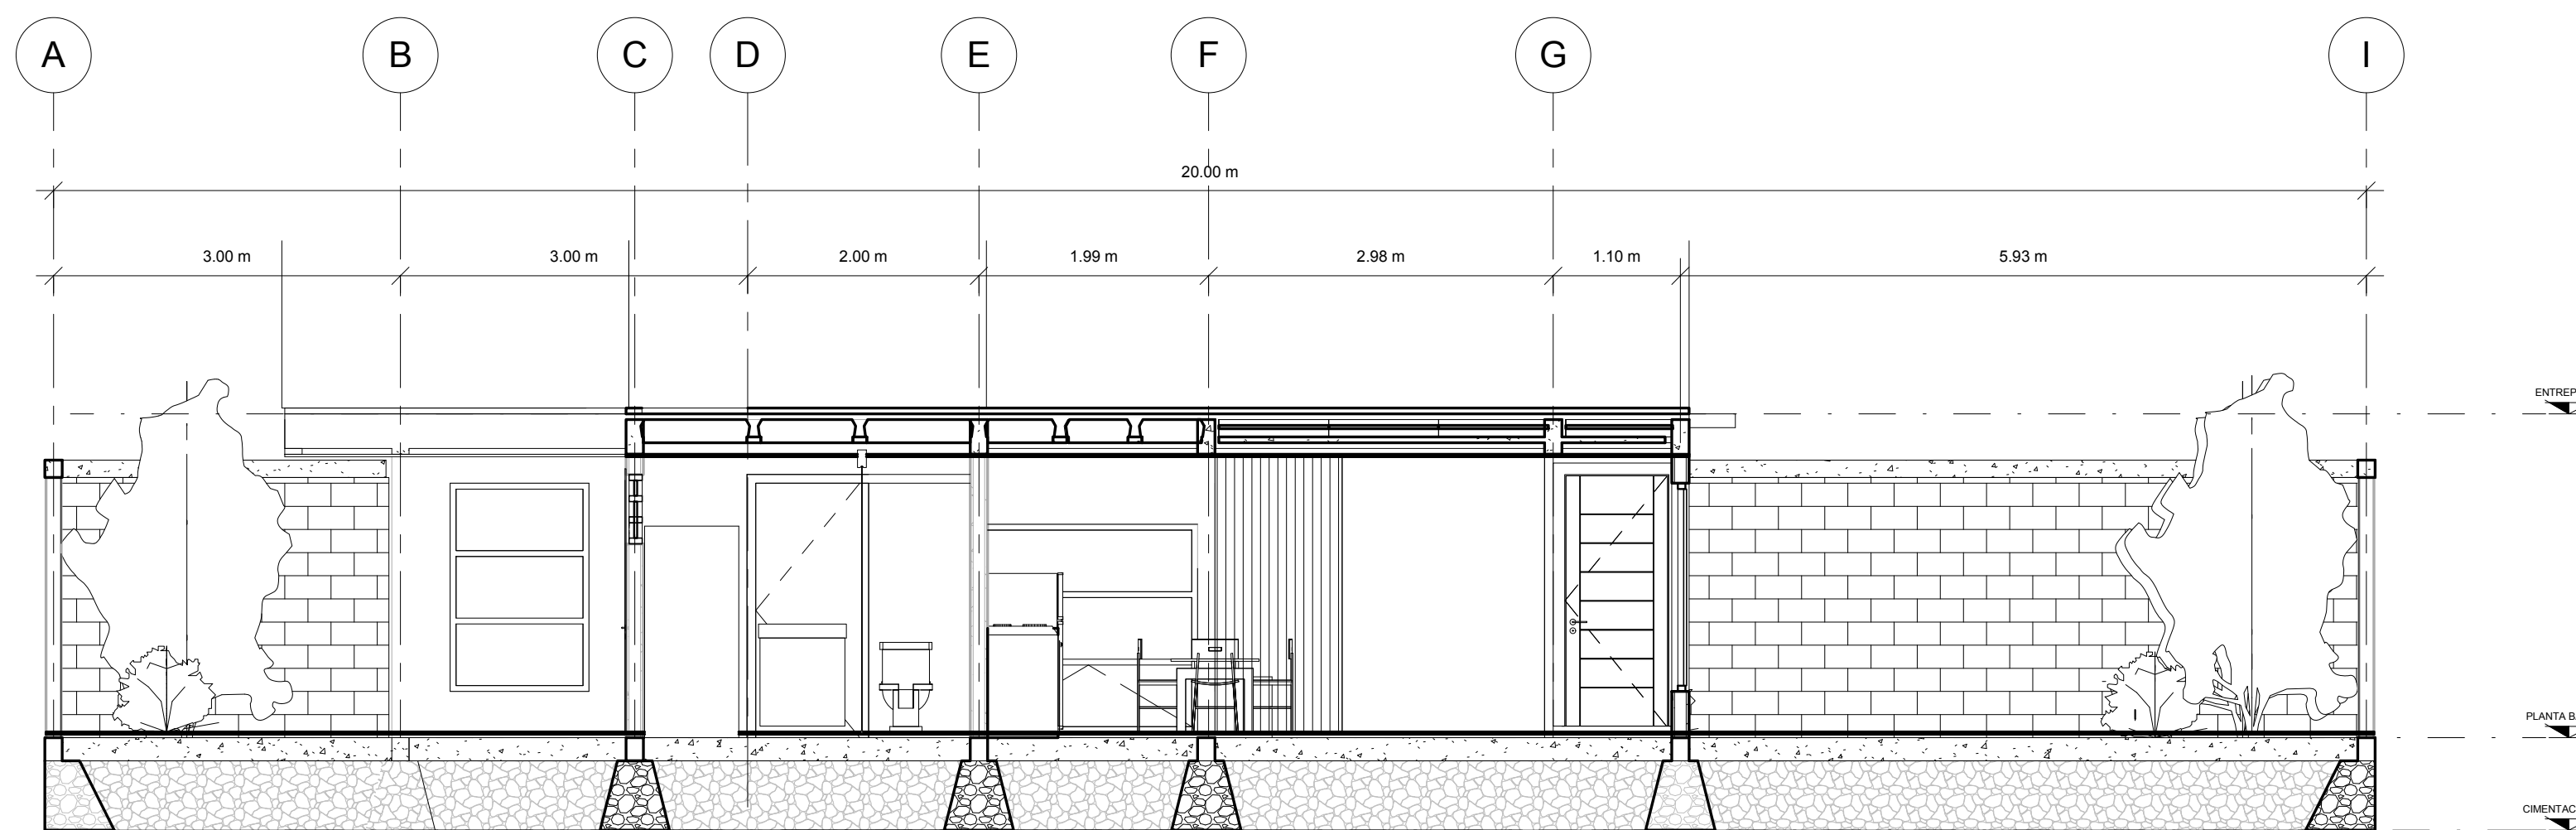 A B C D E F G I
20.00 m
3.00 m 3.00 m 2.00 m 1.99 m 2.98 m 1.10 m 5.93 m
ENTREP
PLANTA B
CIMENTAC